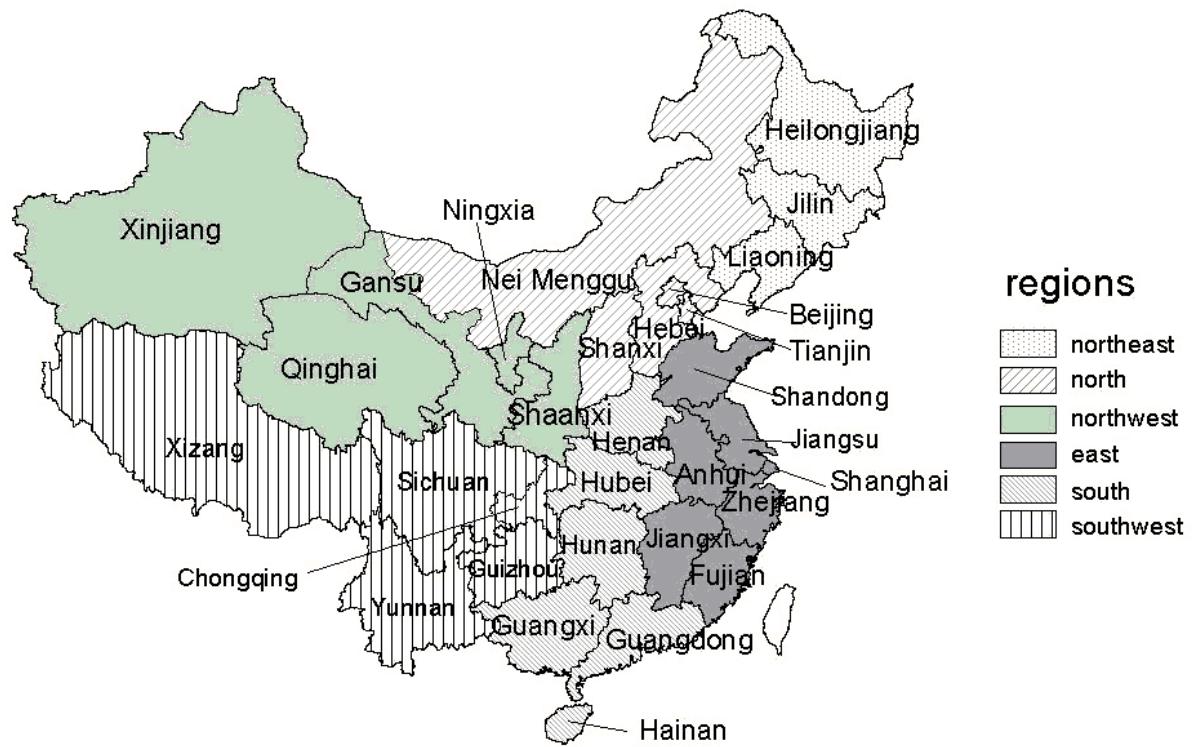 Heilongjiang
Jilin
Ningxia
Xinjiang
Liaoning
Nei Menggu
Gansu
Beijing
Hebei
Shanxi
Tianjin
Qinghai
Shandong
Shaanxi
Jiangsu
Henan
Xizang
Anhui
Sichuan
Hubei
Shanghai
Zhejiang
Hunan
Jiangxi
Guizhou
Fujian
Chongqing
Yunnan
Guangxi
Guangdong
Hainan
regions
northeast
north
northwest
east
south
southwest